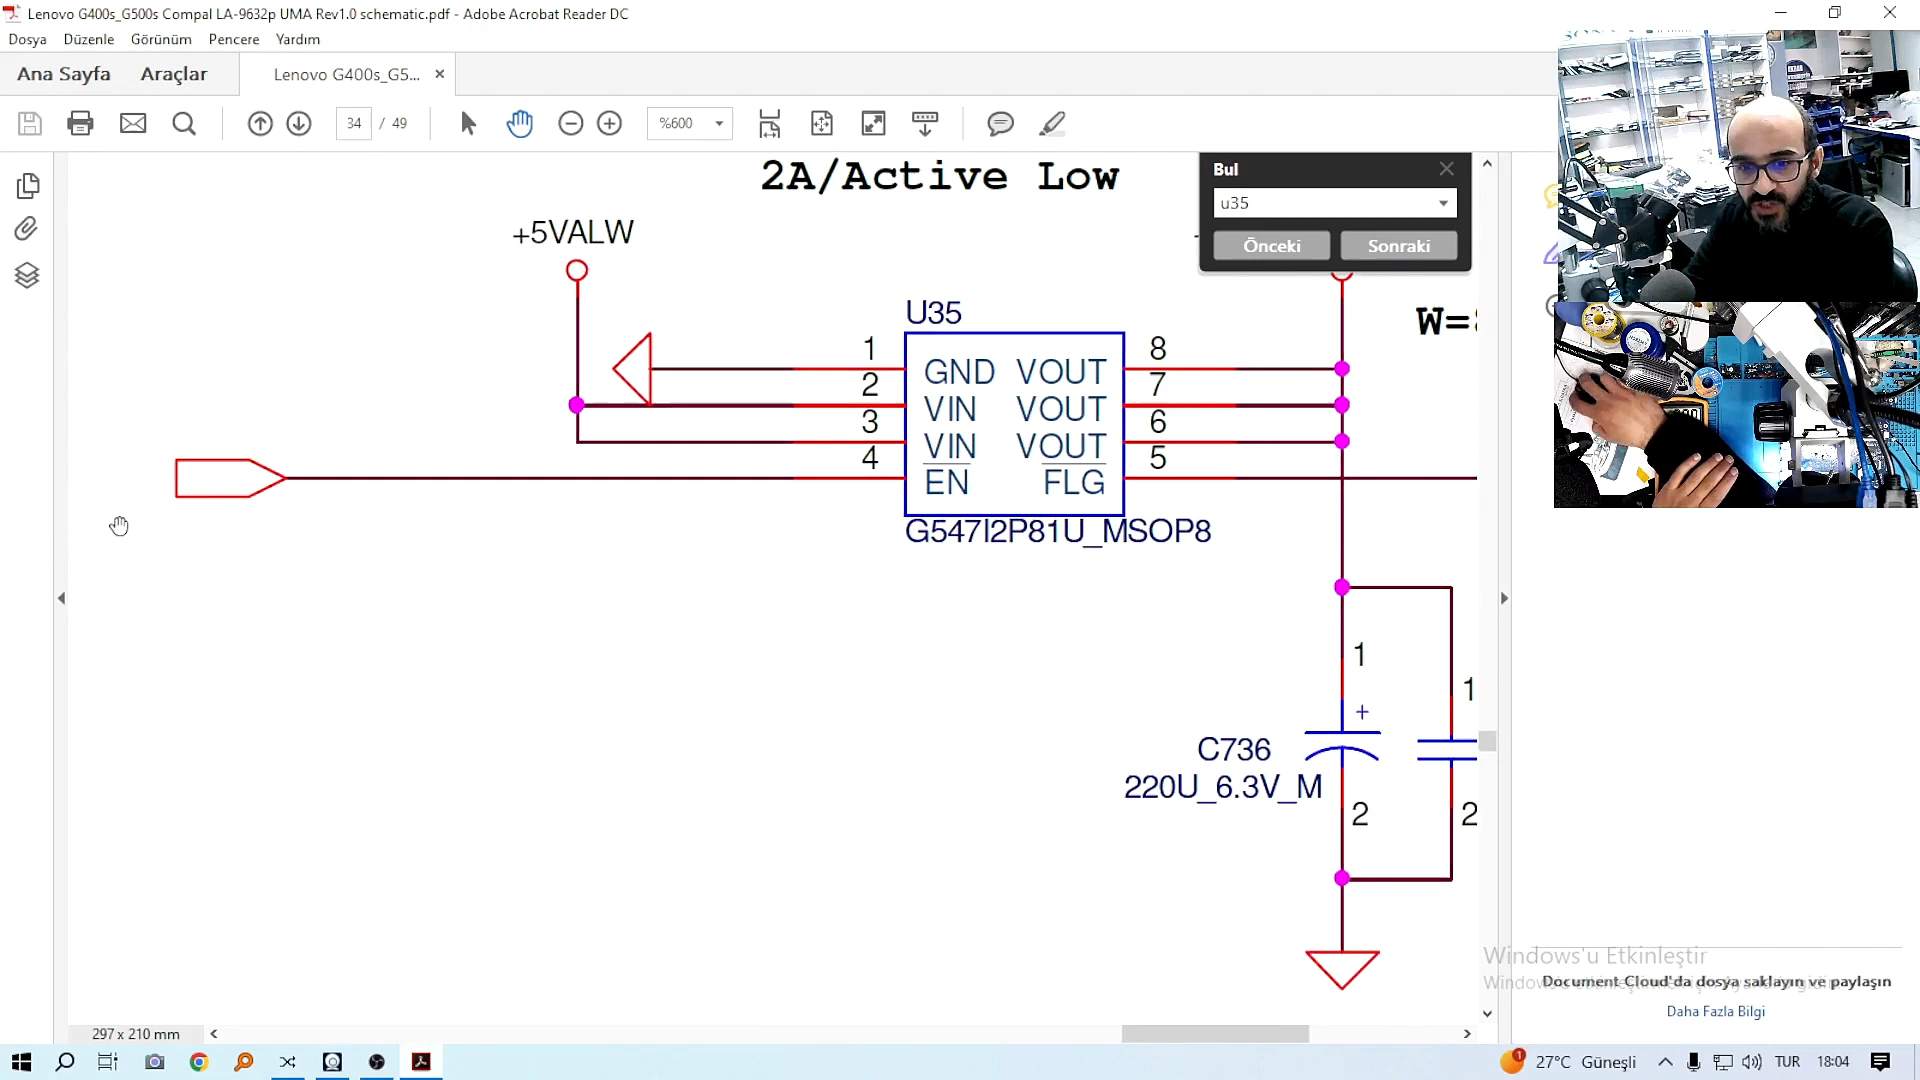 Lenovo G400s_G500s Compal LA-9632p UMA Rev1.0 schematic.pdf - Adobe Acrobat Reader DC
Dosya Düzenle Görünüm Pencere Yardım
Ana Sayfa Araçlar Lenovo G400s_G5...
34 / 49 %600
2A/Active Low
Bul
u35
Önceki Sonraki
+5VALW
U35
W=
1 GND VOUT 8
2 VIN VOUT 7
3 VIN VOUT 6
4 EN FLG 5
G547I2P81U_MSOP8
1
1
+
C736
220U_6.3V_M
2
2
Windows'u Etkinleştir
Document Cloud'da dosya saklayın ve paylaşın
Daha Fazla Bilgi
297 x 210 mm
1 27°C Güneşli TUR 18:04